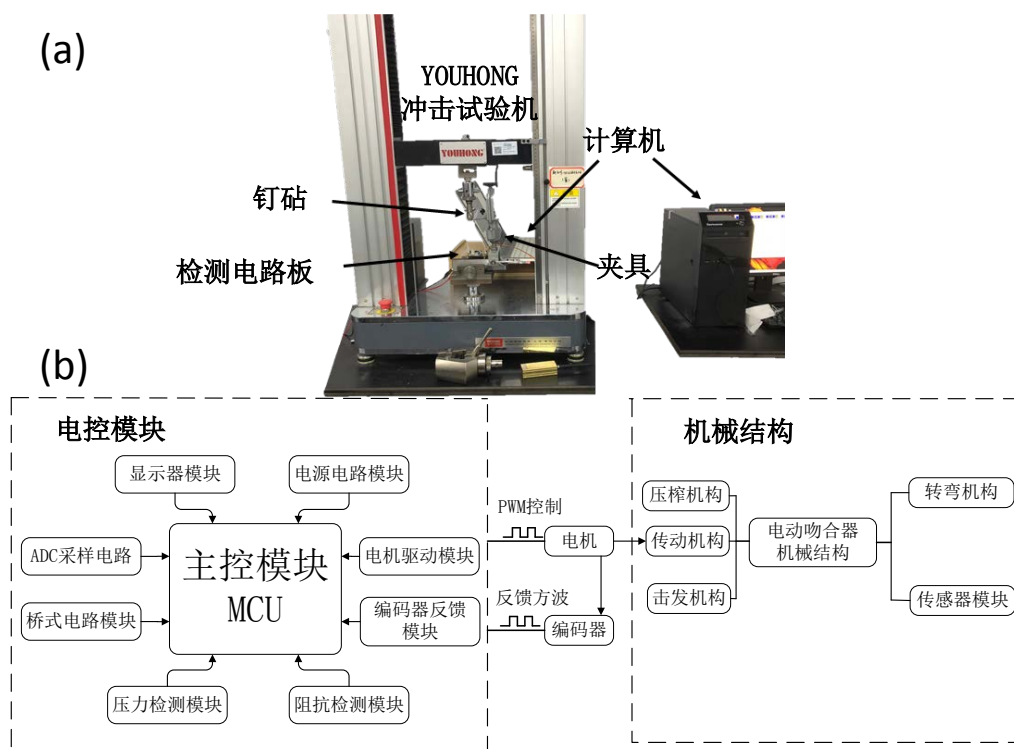 (a)
YOUHONG
冲击试验机
YOUHONG
计算机
钉砧
检测电路板
夹具
(b)
电控模块
机械结构
显示器模块
电源电路模块
ADC采样电路
主控模块
MCU
电机驱动模块
桥式电路模块
编码器反馈
模块
压力检测模块
阻抗检测模块
PWM控制
电机
反馈方波
编码器
压榨机构
传动机构
击发机构
电动吻合器
机械结构
转弯机构
传感器模块